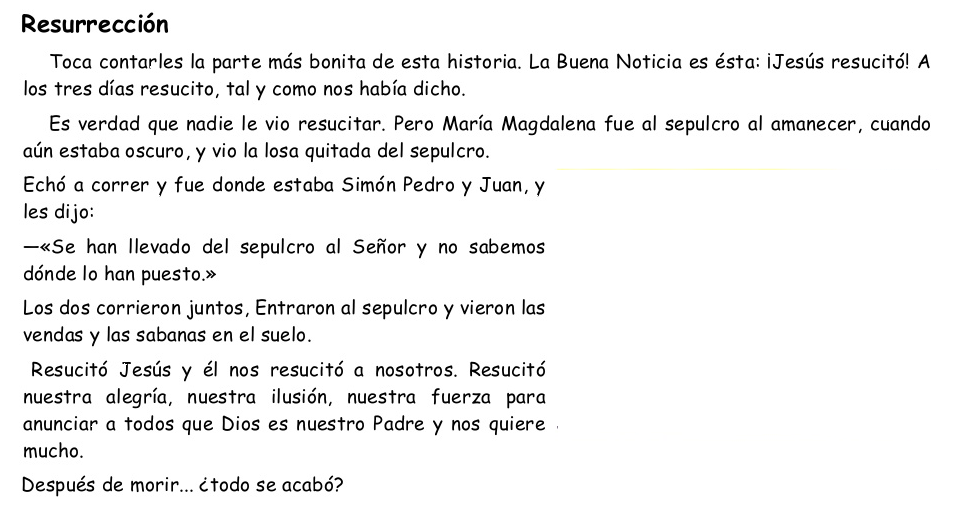 Resurrección
Toca contarles la parte más bonita de esta historia. La Buena Noticia es ésta: ¡Jesús resucitó! A
los tres días resucito, tal y como nos había dicho.
Es verdad que nadie le vio resucitar. Pero María Magdalena fue al sepulcro al amanecer, cuando
aún estaba oscuro, y vio la losa quitada del sepulcro.
Echó a correr y fue donde estaba Simón Pedro y Juan, y
les dijo:
—«Se han llevado del sepulcro al Señor y no sabemos
dónde lo han puesto.»
Los dos corrieron juntos, Entraron al sepulcro y vieron las
vendas y las sabanas en el suelo.
Resucitó Jesús y él nos resucitó a nosotros. Resucitó
nuestra alegría, nuestra ilusión, nuestra fuerza para
anunciar a todos que Dios es nuestro Padre y nos quiere
mucho.
Después de morir... ¿todo se acabó?